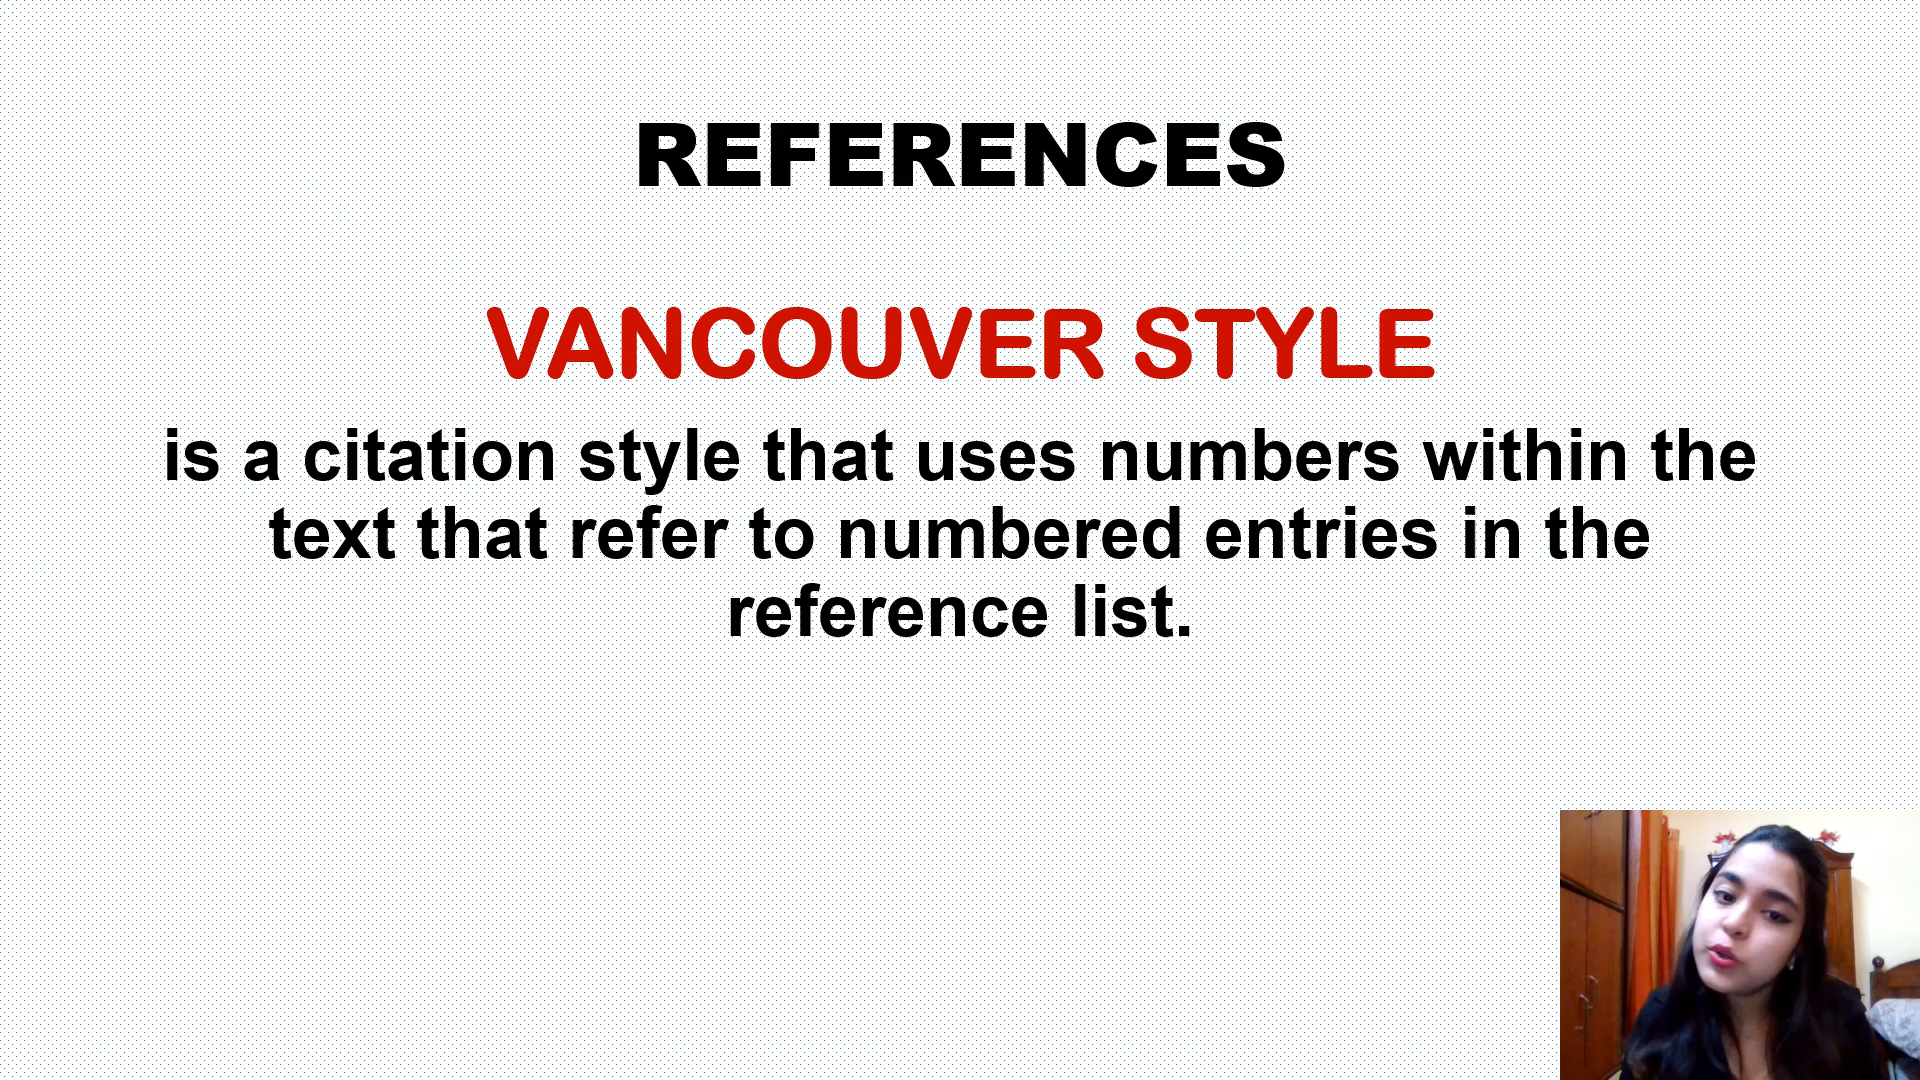 REFERENCES
VANCOUVER STYLE
is a citation style that uses numbers within the
text that refer to numbered entries in the
reference list.